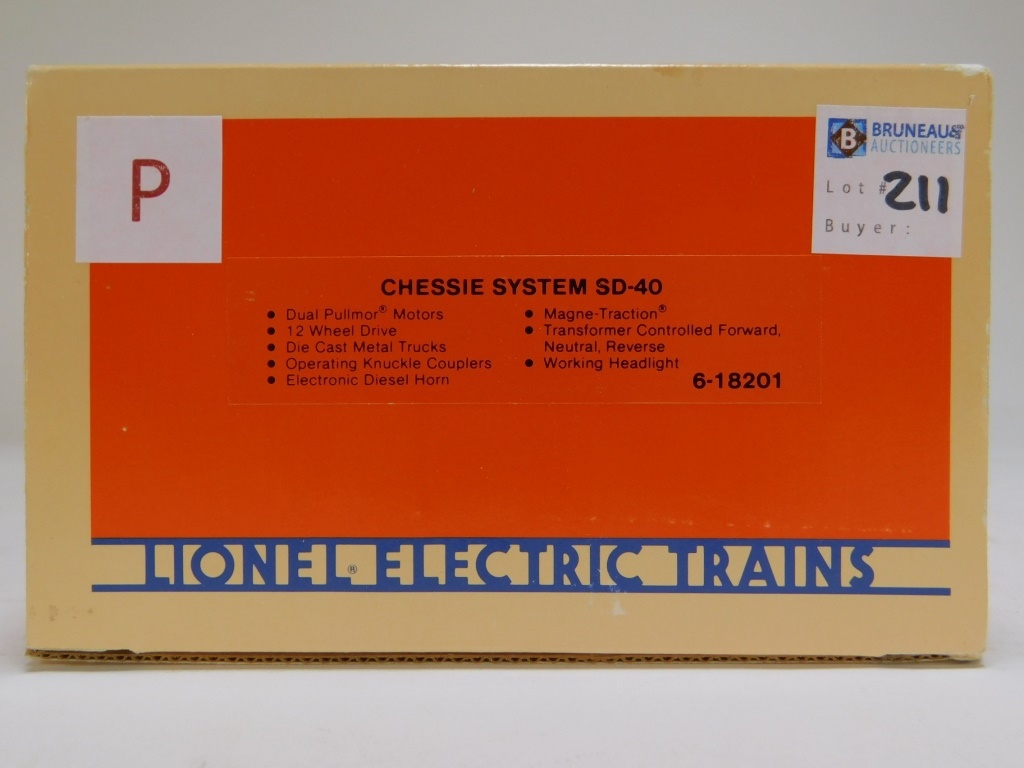 P
BRUNEAU &
AUCTIONEERS
Lot # 211
Buyer:
CHESSIE SYSTEM SD-40
• Dual Pullmor® Motors
• 12 Wheel Drive
• Die Cast Metal Trucks
• Operating Knuckle Couplers
• Electronic Diesel Horn
• Magne-Traction®
• Transformer Controlled Forward,
Neutral, Reverse
• Working Headlight
6-18201
LIONEL® ELECTRIC TRAINS